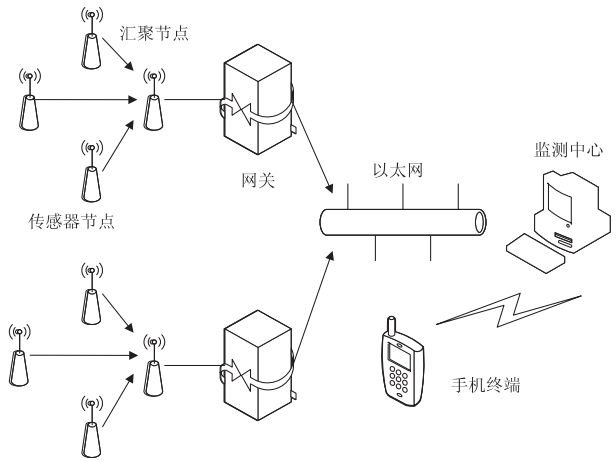 汇聚节点
监测中心
以太网
网关
传感器节点
手机终端